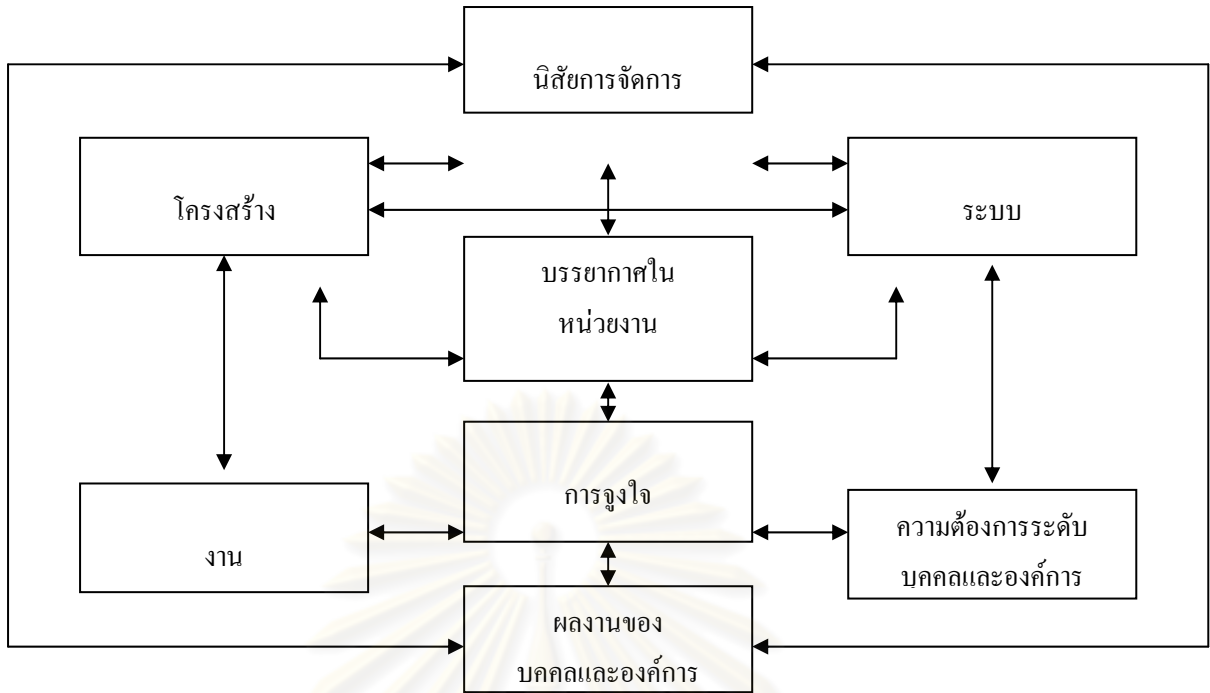 นิสัยการจัดการ
โครงสร้าง
ระบบ
บรรยากาศใน
หน่วยงาน
การจูงใจ
งาน
ความต้องการระดับ
บุคคลและองค์การ
ผลงานของ
บุคคลและองค์การ